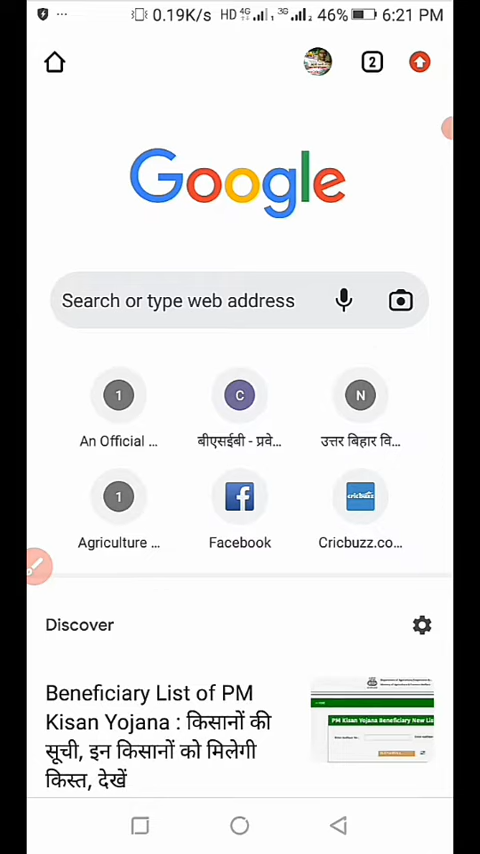 0.19K/s HD 4G 3G 46% 6:21 PM
2
Google
Search or type web address
1 C N
An Official ... बीएसईबी - प्रवे... उत्तर बिहार वि...
1 f cricbuzz
Agriculture ... Facebook Cricbuzz.co...
Discover
Beneficiary List of PM
Kisan Yojana : किसानों की
सूची, इन किसानों को मिलेगी
किस्त, देखें
PM Kisan Yojana Beneficiary New Lis